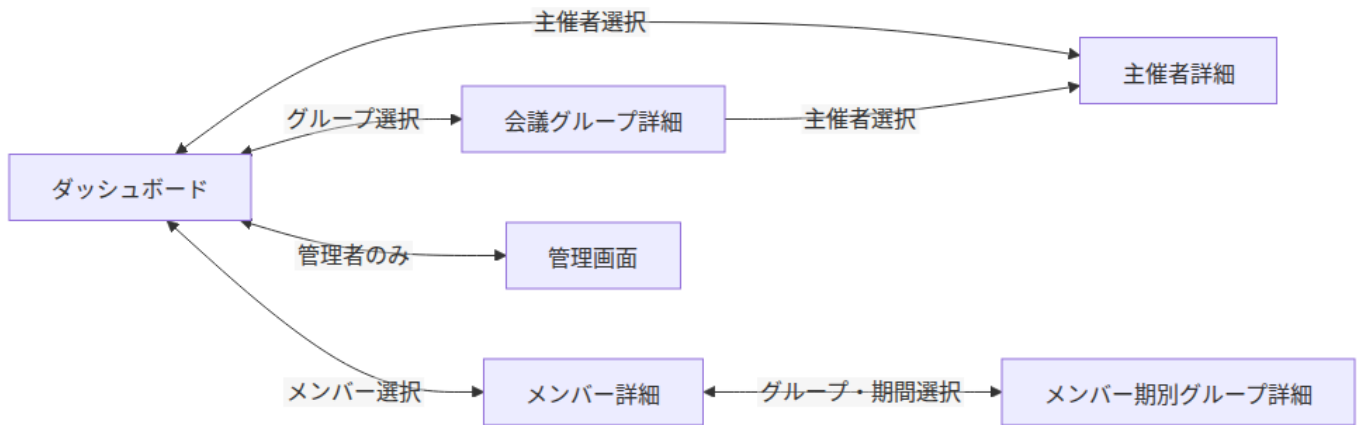 主催者選択
主催者詳細
グループ選択
会議グループ詳細
主催者選択
ダッシュボード
管理者のみ
管理画面
メンバー選択
メンバー詳細
グループ・期間選択
メンバー期別グループ詳細